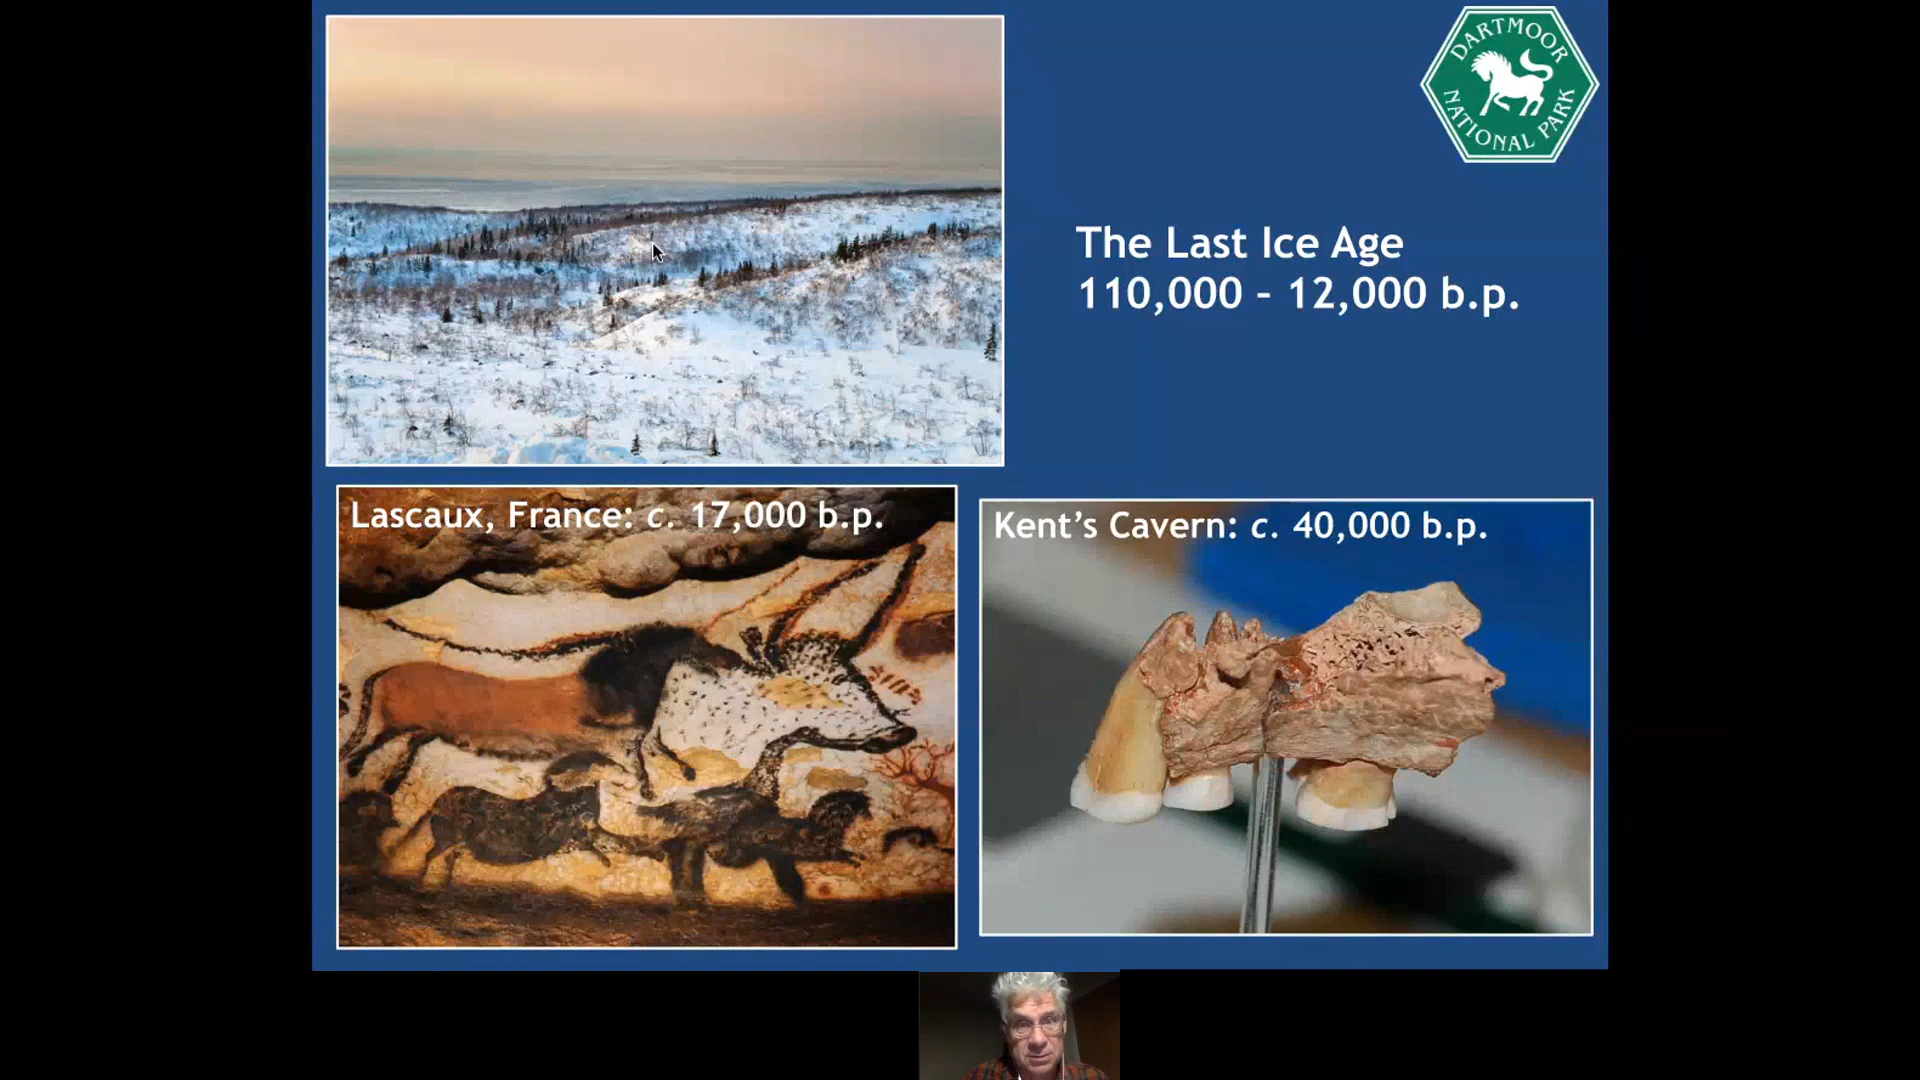 DARTMOOR
NATIONAL PARK
The Last Ice Age
110,000 – 12,000 b.p.
Lascaux, France: c. 17,000 b.p.
Kent’s Cavern: c. 40,000 b.p.